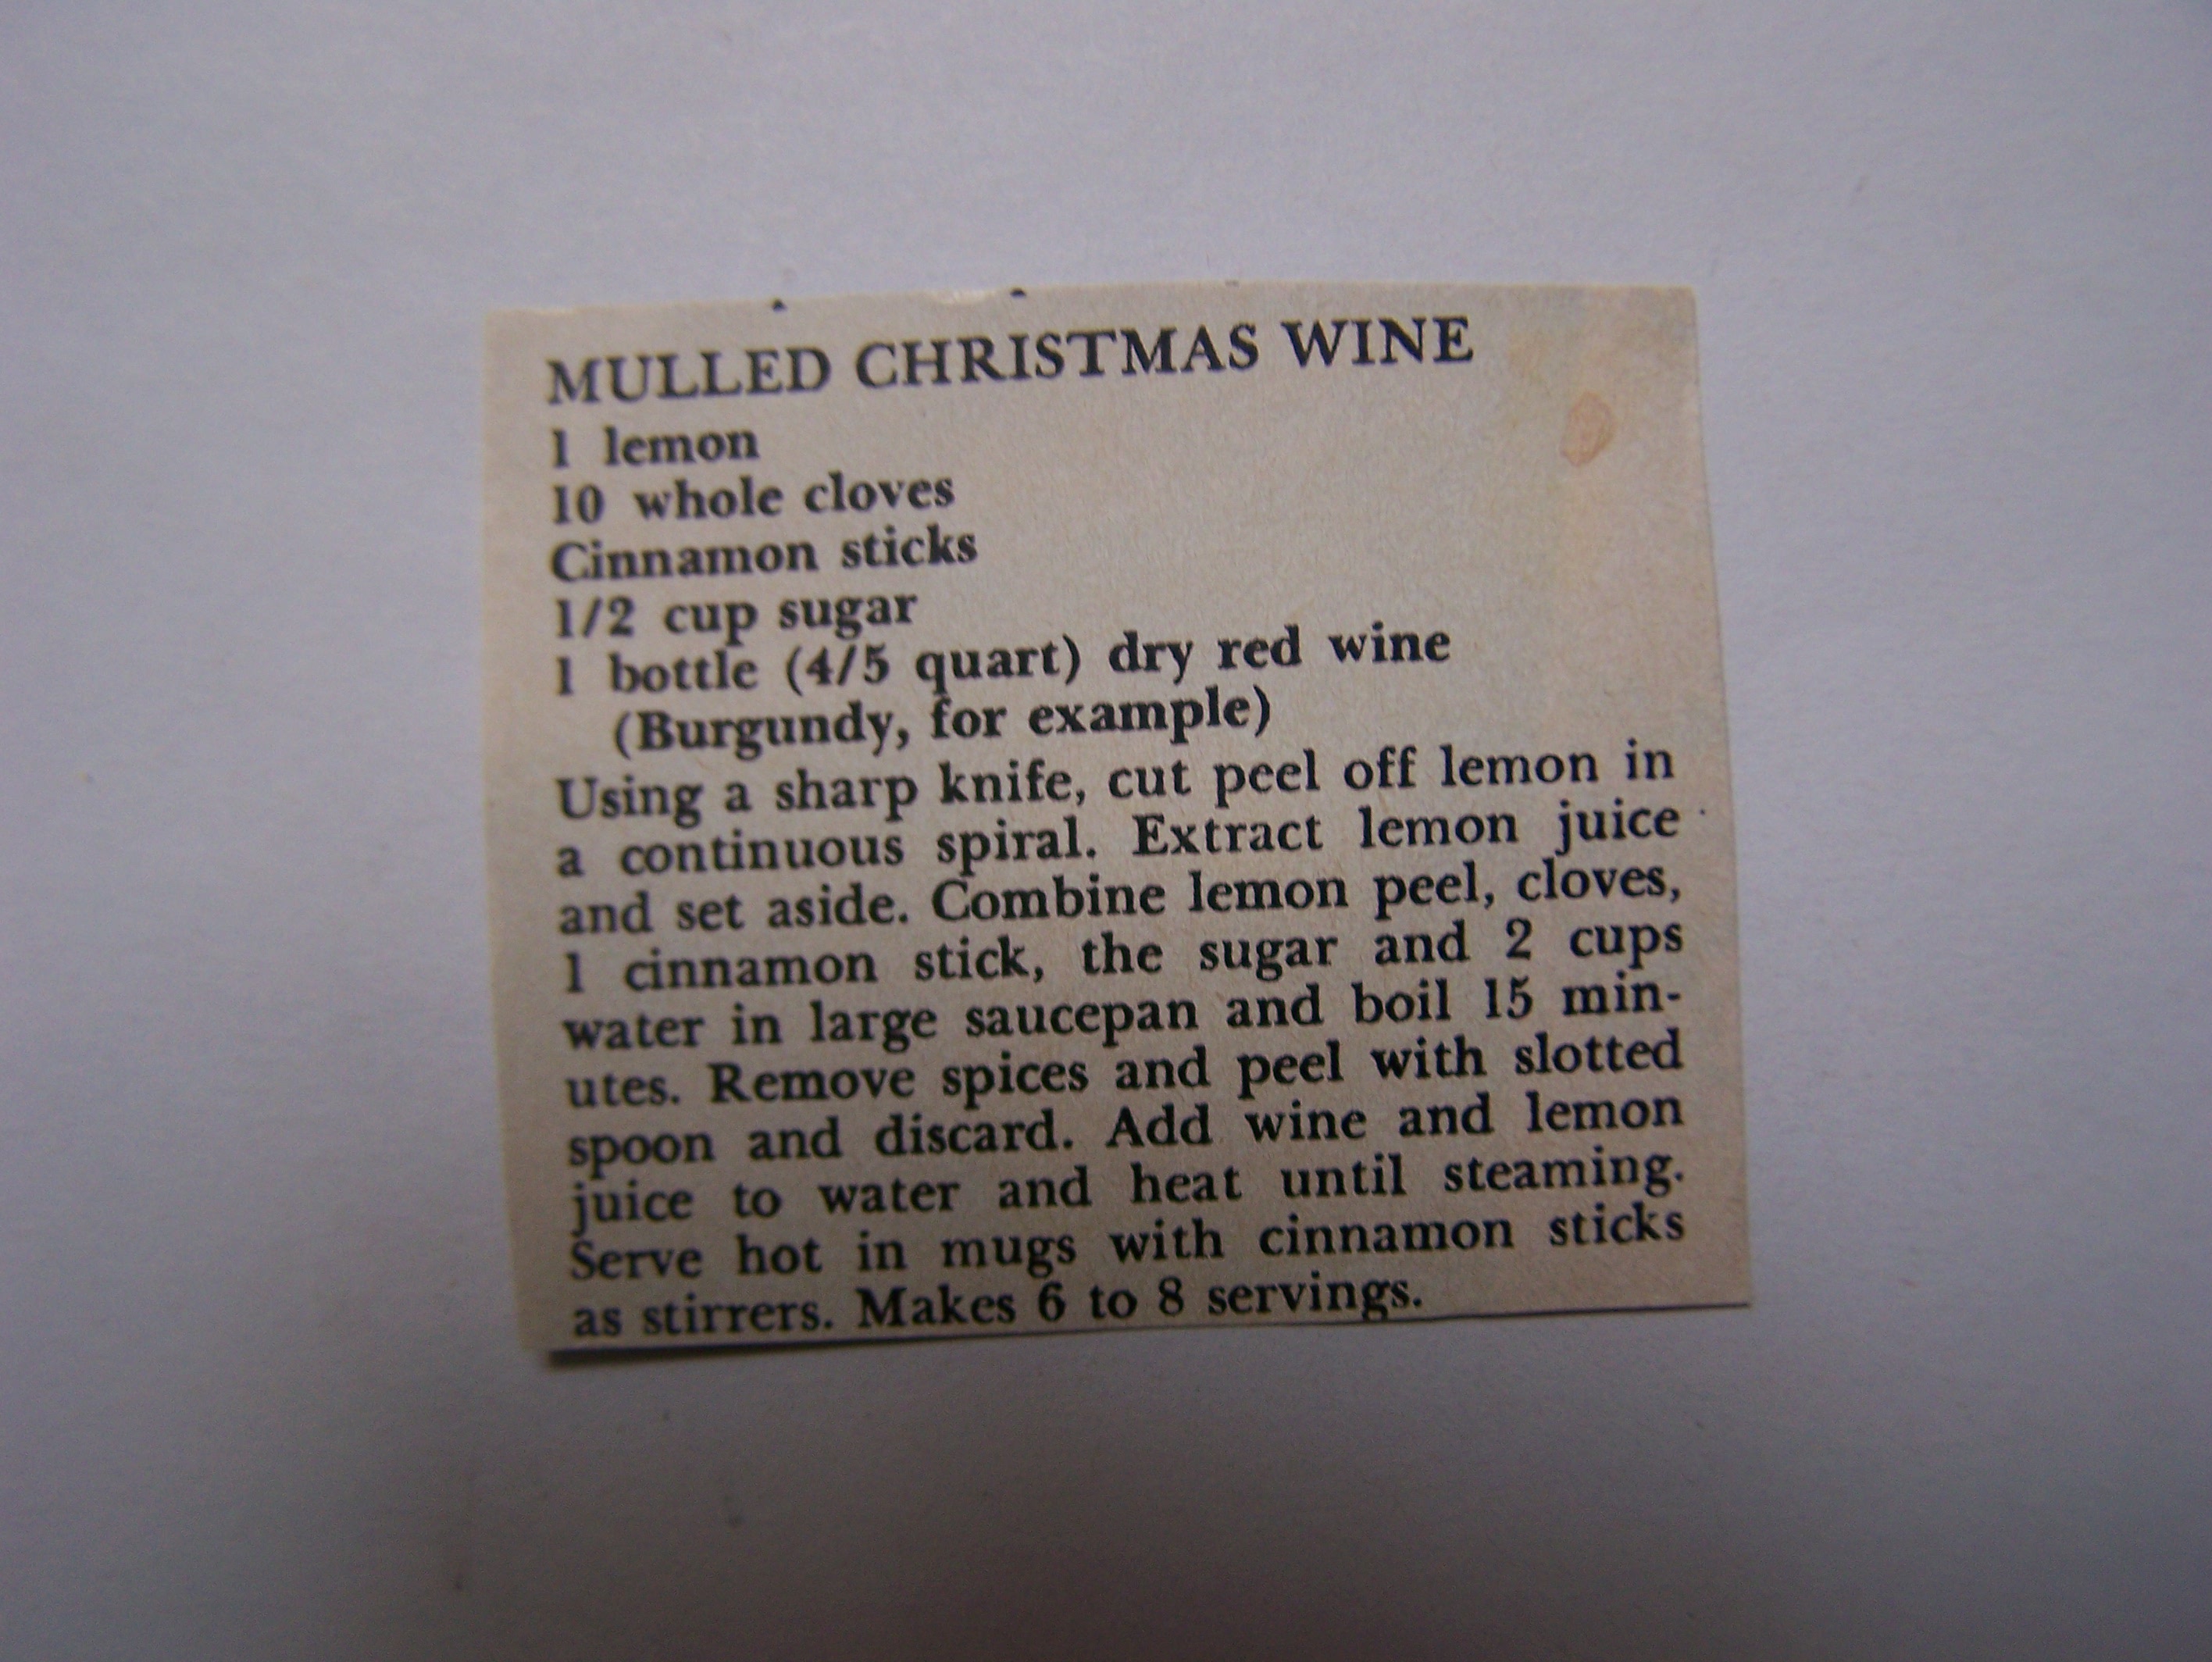 MULLED CHRISTMAS WINE
1 lemon
10 whole cloves
Cinnamon sticks
1/2 cup sugar
1 bottle (4/5 quart) dry red wine
(Burgundy, for example)
Using a sharp knife, cut peel off lemon in
a continuous spiral. Extract lemon juice
and set aside. Combine lemon peel, cloves,
1 cinnamon stick, the sugar and 2 cups
water in large saucepan and boil 15 min-
utes. Remove spices and peel with slotted
spoon and discard. Add wine and lemon
juice to water and heat until steaming.
Serve hot in mugs with cinnamon sticks
as stirrers. Makes 6 to 8 servings.